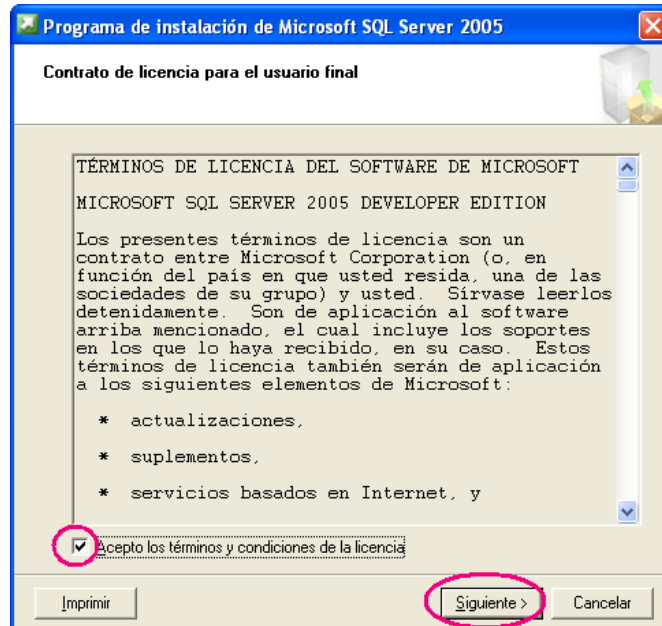 Programa de instalación de Microsoft SQL Server 2005
Contrato de licencia para el usuario final
TÉRMINOS DE LICENCIA DEL SOFTWARE DE MICROSOFT
MICROSOFT SQL SERVER 2005 DEVELOPER EDITION
Los presentes términos de licencia son un
contrato entre Microsoft Corporation (o, en
función del país en que usted resida, una de las
sociedades de su grupo) y usted.  Sírvase leerlos
detenidamente.  Son de aplicación al software
arriba mencionado, el cual incluye los soportes
en los que lo haya recibido, en su caso.  Estos
términos de licencia también serán de aplicación
a los siguientes elementos de Microsoft:
* actualizaciones,
* suplementos,
* servicios basados en Internet, y
Acepto los términos y condiciones de la licencia
Imprimir
Siguiente >
Cancelar